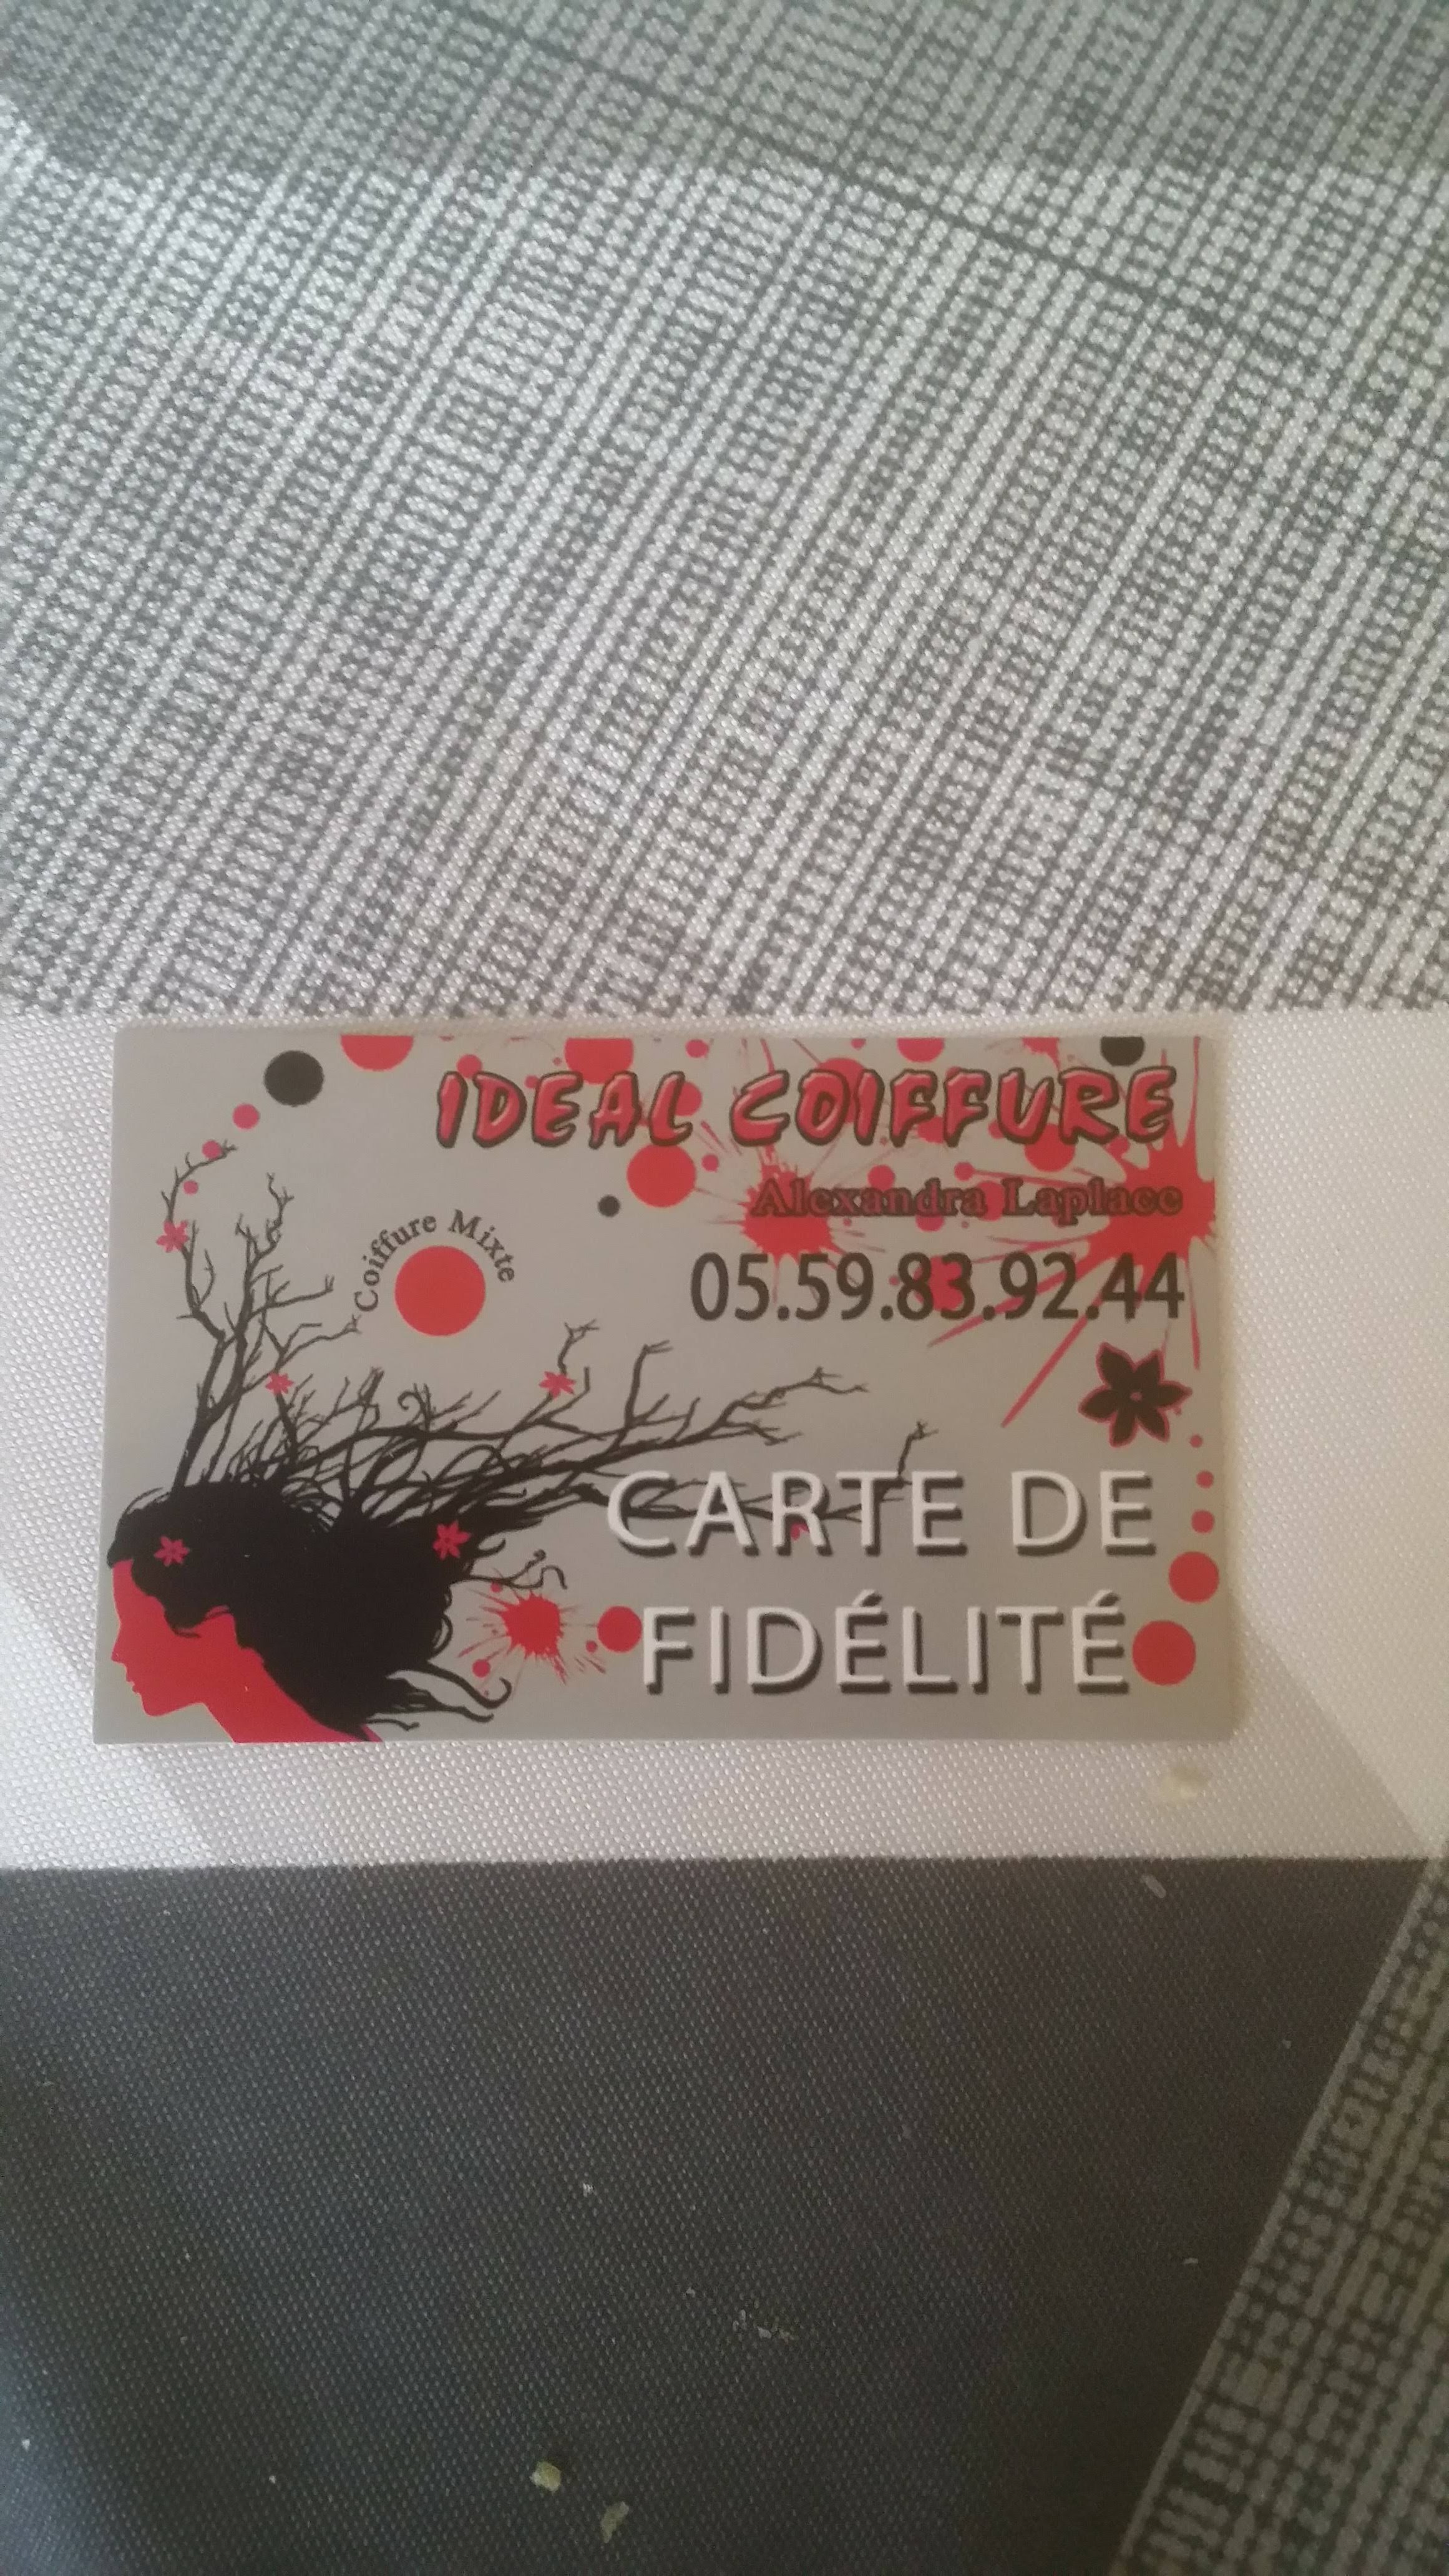 IDEAL COIFFURE
Alexandra Laplace
Coiffure Mixte
05.59.83.92.44
CARTE DE
FIDÉLITÉ